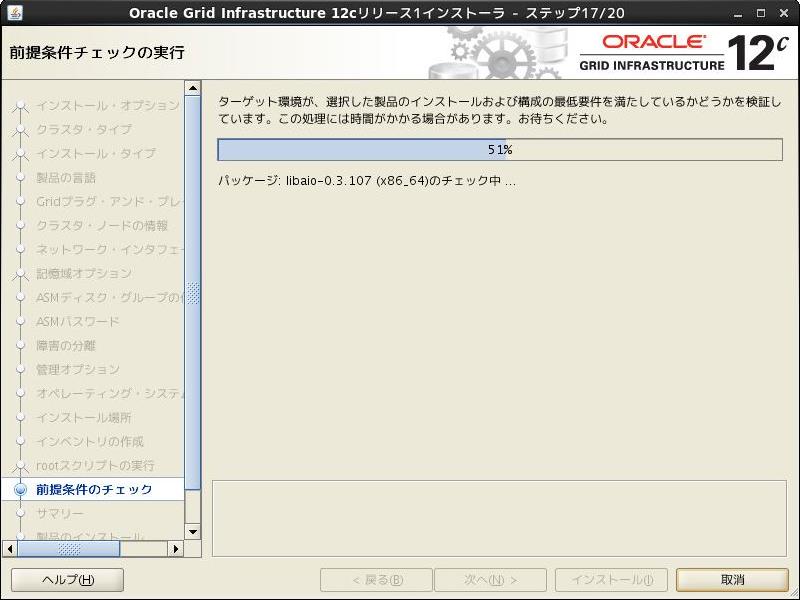 Oracle Grid Infrastructure 12cリリース1インストーラ - ステップ17/20
前提条件チェックの実行
ORACLE
GRID INFRASTRUCTURE 12c
インストール・オプション
クラスタ・タイプ
インストール・タイプ
製品の言語
Gridプラグ・アンド・プレ
クラスタ・ノードの情報
ネットワーク・インタフェー
記憶域オプション
ASMディスク・グループの
ASMパスワード
障害の分離
管理オプション
オペレーティング・システム
インストール場所
インベントリの作成
rootスクリプトの実行
前提条件のチェック
サマリー
製品のインストール
ターゲット環境が、選択した製品のインストールおよび構成の最低要件を満たしているかどうかを検証し
ています。この処理には時間がかかる場合があります。お待ちください。
51%
パッケージ: libaio-0.3.107 (x86_64)のチェック中 ...
ヘルプ(H)
< 戻る(B)
次へ(N) >
インストール(I)
取消